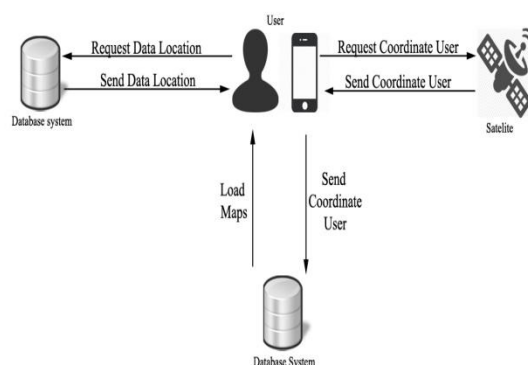 User
Request Data Location
Request Coordinate User
Send Data Location
Send Coordinate User
Database system
Satelite
Load
Maps
Send
Coordinate
User
Database System